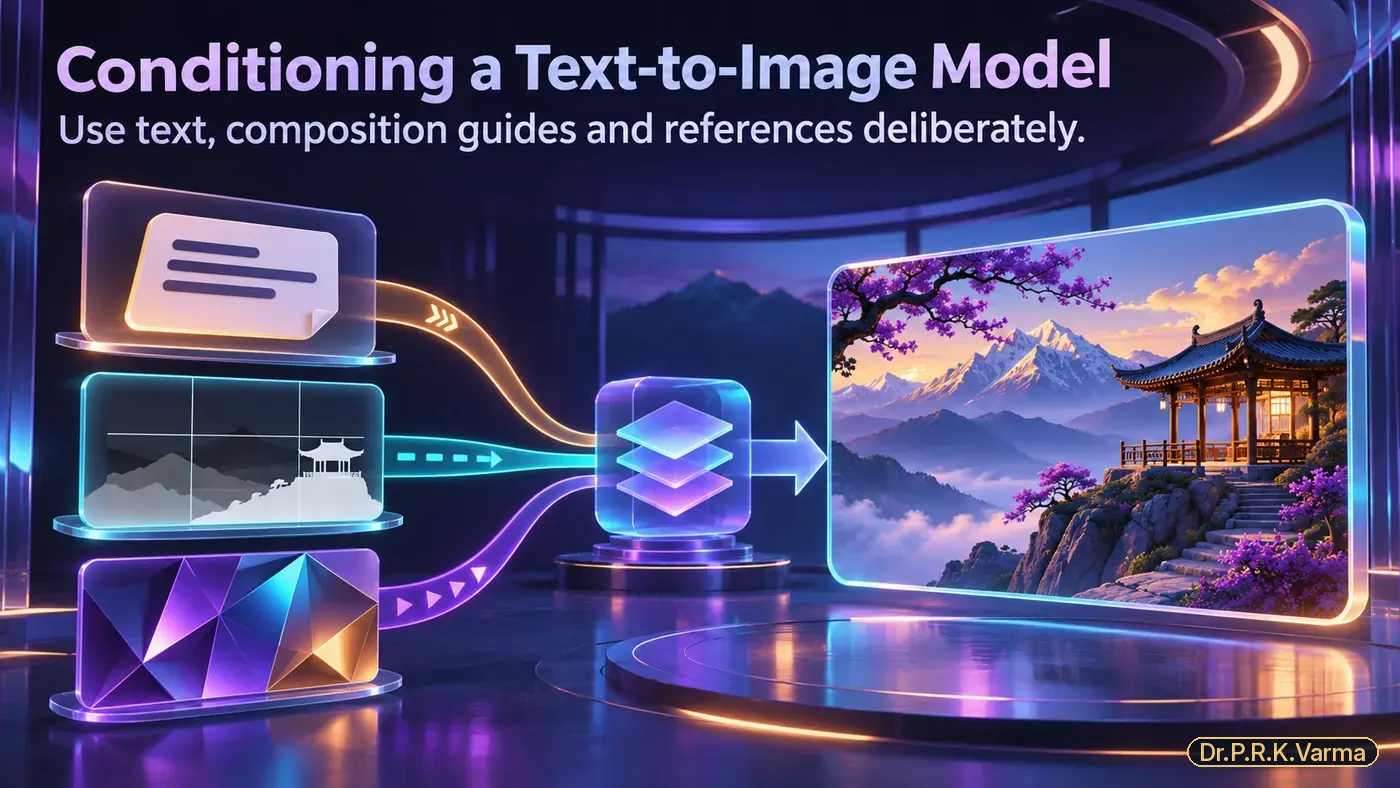 Conditioning a Text-to-Image Model
Use text, composition guides and references deliberately.
Dr.P.R.K.Varma